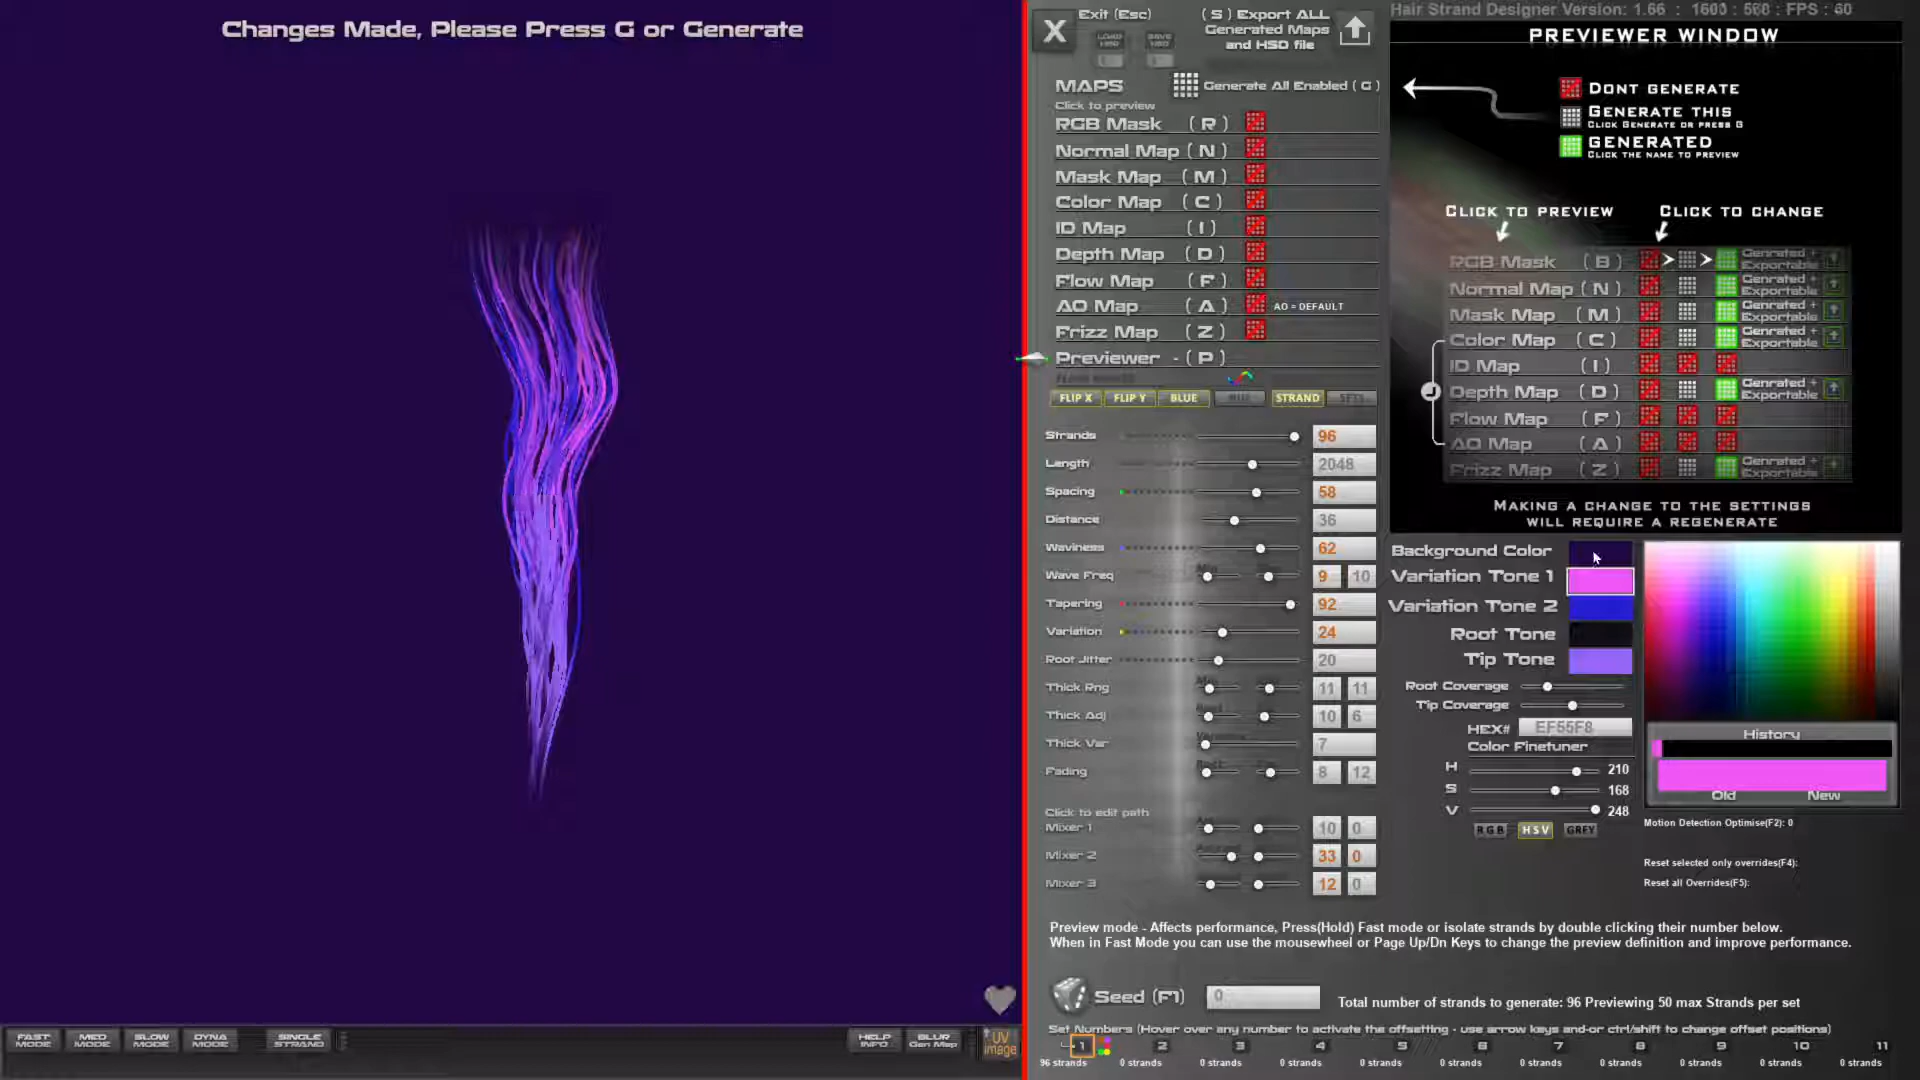 Changes Made, Please Press G or Generate
X
Exit (Esc)
LOAD HSD
SAVE HSD
( S ) Export ALL
Generated Maps
and HSD file
MAPS
Generate All Enabled ( G )
Click to preview
RGB Mask ( R )
Normal Map ( N )
Mask Map ( M )
Color Map ( C )
ID Map ( I )
Depth Map ( D )
Flow Map ( F )
AO Map ( A ) AO = DEFAULT
Frizz Map ( Z )
Previewer - ( P )
FLIP X FLIP Y BLUE STRAND
Strands 96
Length 2048
Spacing 58
Distance 36
Waviness 62
Wave Freq 9 10
Tapering 92
Variation 24
Root Jitter 20
Thick Rng 11 11
Thick Adj 10 6
Thick Var 7
Fading 8 12
Click to edit path
Mixer 1 10 0
Mixer 2 33 0
Mixer 3 12 0
Hair Strand Designer Version: 1.66 : 1600 : 560 : FPS : 60
PREVIEWER WINDOW
DONT GENERATE
GENERATE THIS
CLICK GENERATE OR PRESS G
GENERATED
CLICK THE NAME TO PREVIEW
CLICK TO PREVIEW CLICK TO CHANGE
RGB Mask ( B ) Genrated + Exportable
Normal Map ( N ) Genrated + Exportable
Mask Map ( M ) Genrated + Exportable
Color Map ( C ) Genrated + Exportable
ID Map ( I )
Depth Map ( D ) Genrated + Exportable
Flow Map ( F )
AO Map ( A )
Frizz Map ( Z ) Genrated + Exportable
MAKING A CHANGE TO THE SETTINGS
WILL REQUIRE A REGENERATE
Background Color
Variation Tone 1
Variation Tone 2
Root Tone
Tip Tone
Root Coverage
Tip Coverage
HEX# EF55F8
Color Finetuner
H 210
S 168
V 248
RGB HSV GREY
History
Old New
Motion Detection Optimise(F2): 0
Reset selected only overrides(F4):
Reset all Overrides(F5):
Preview mode - Affects performance, Press(Hold) Fast mode or isolate strands by double clicking their number below.
When in Fast Mode you can use the mousewheel or Page Up/Dn Keys to change the preview definition and improve performance.
Seed (F1) 0
Total number of strands to generate: 96 Previewing 50 max Strands per set
Set Numbers (Hover over any number to activate the offsetting - use arrow keys and-or ctrl/shift to change offset positions)
1 2 3 4 5 6 7 8 9 10 11
96 strands 0 strands 0 strands 0 strands 0 strands 0 strands 0 strands 0 strands 0 strands 0 strands 0 strands
FAST MODE MED MODE SLOW MODE DYNA MODE SINGLE STRAND HELP INFO BLUR Gen Map UV image